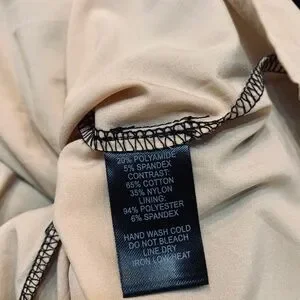 20% POLYAMIDE
5% SPANDEX
CONTRAST:
65% COTTON
35% NYLON
LINING:
94% POLYESTER
6% SPANDEX
HAND WASH COLD
DO NOT BLEACH
LINE DRY
IRON LOW HEAT